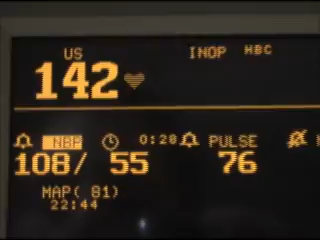 US INOP HBC
142
NBP 0:20 PULSE
108/ 55 76
MAP( 81)
22:44